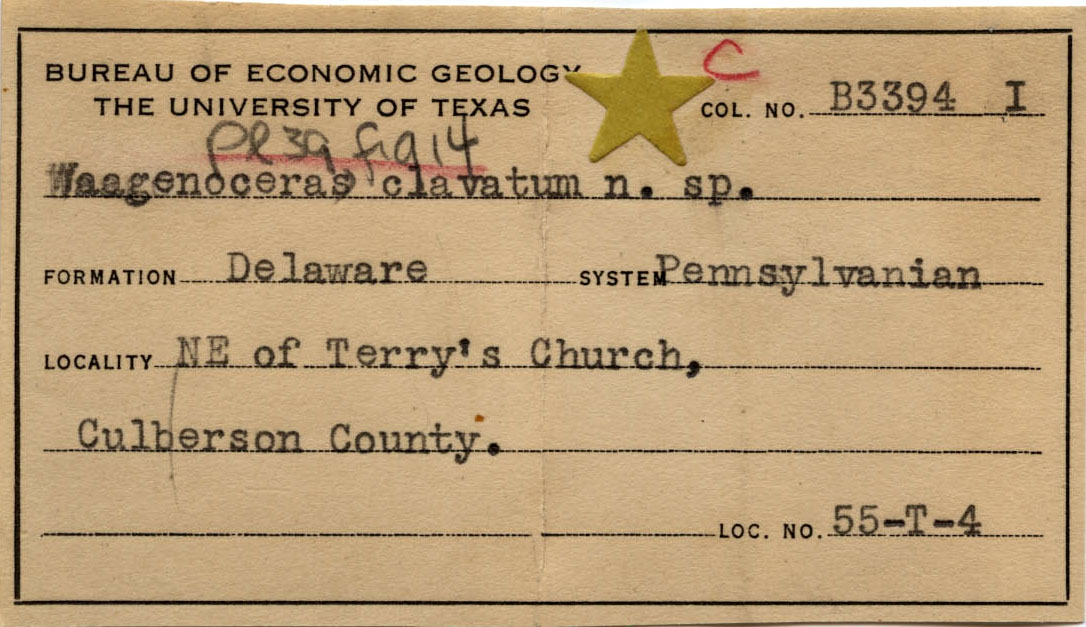 BUREAU OF ECONOMIC GEOLOGY
THE UNIVERSITY OF TEXAS
C
COL. NO. B3394 I
Pl 39 fig 14
Waagenoceras clavatum n. sp.
FORMATION Delaware SYSTEM Pennsylvanian
LOCALITY NE of Terry's Church,
Culberson County.
LOC. NO. 55-T-4